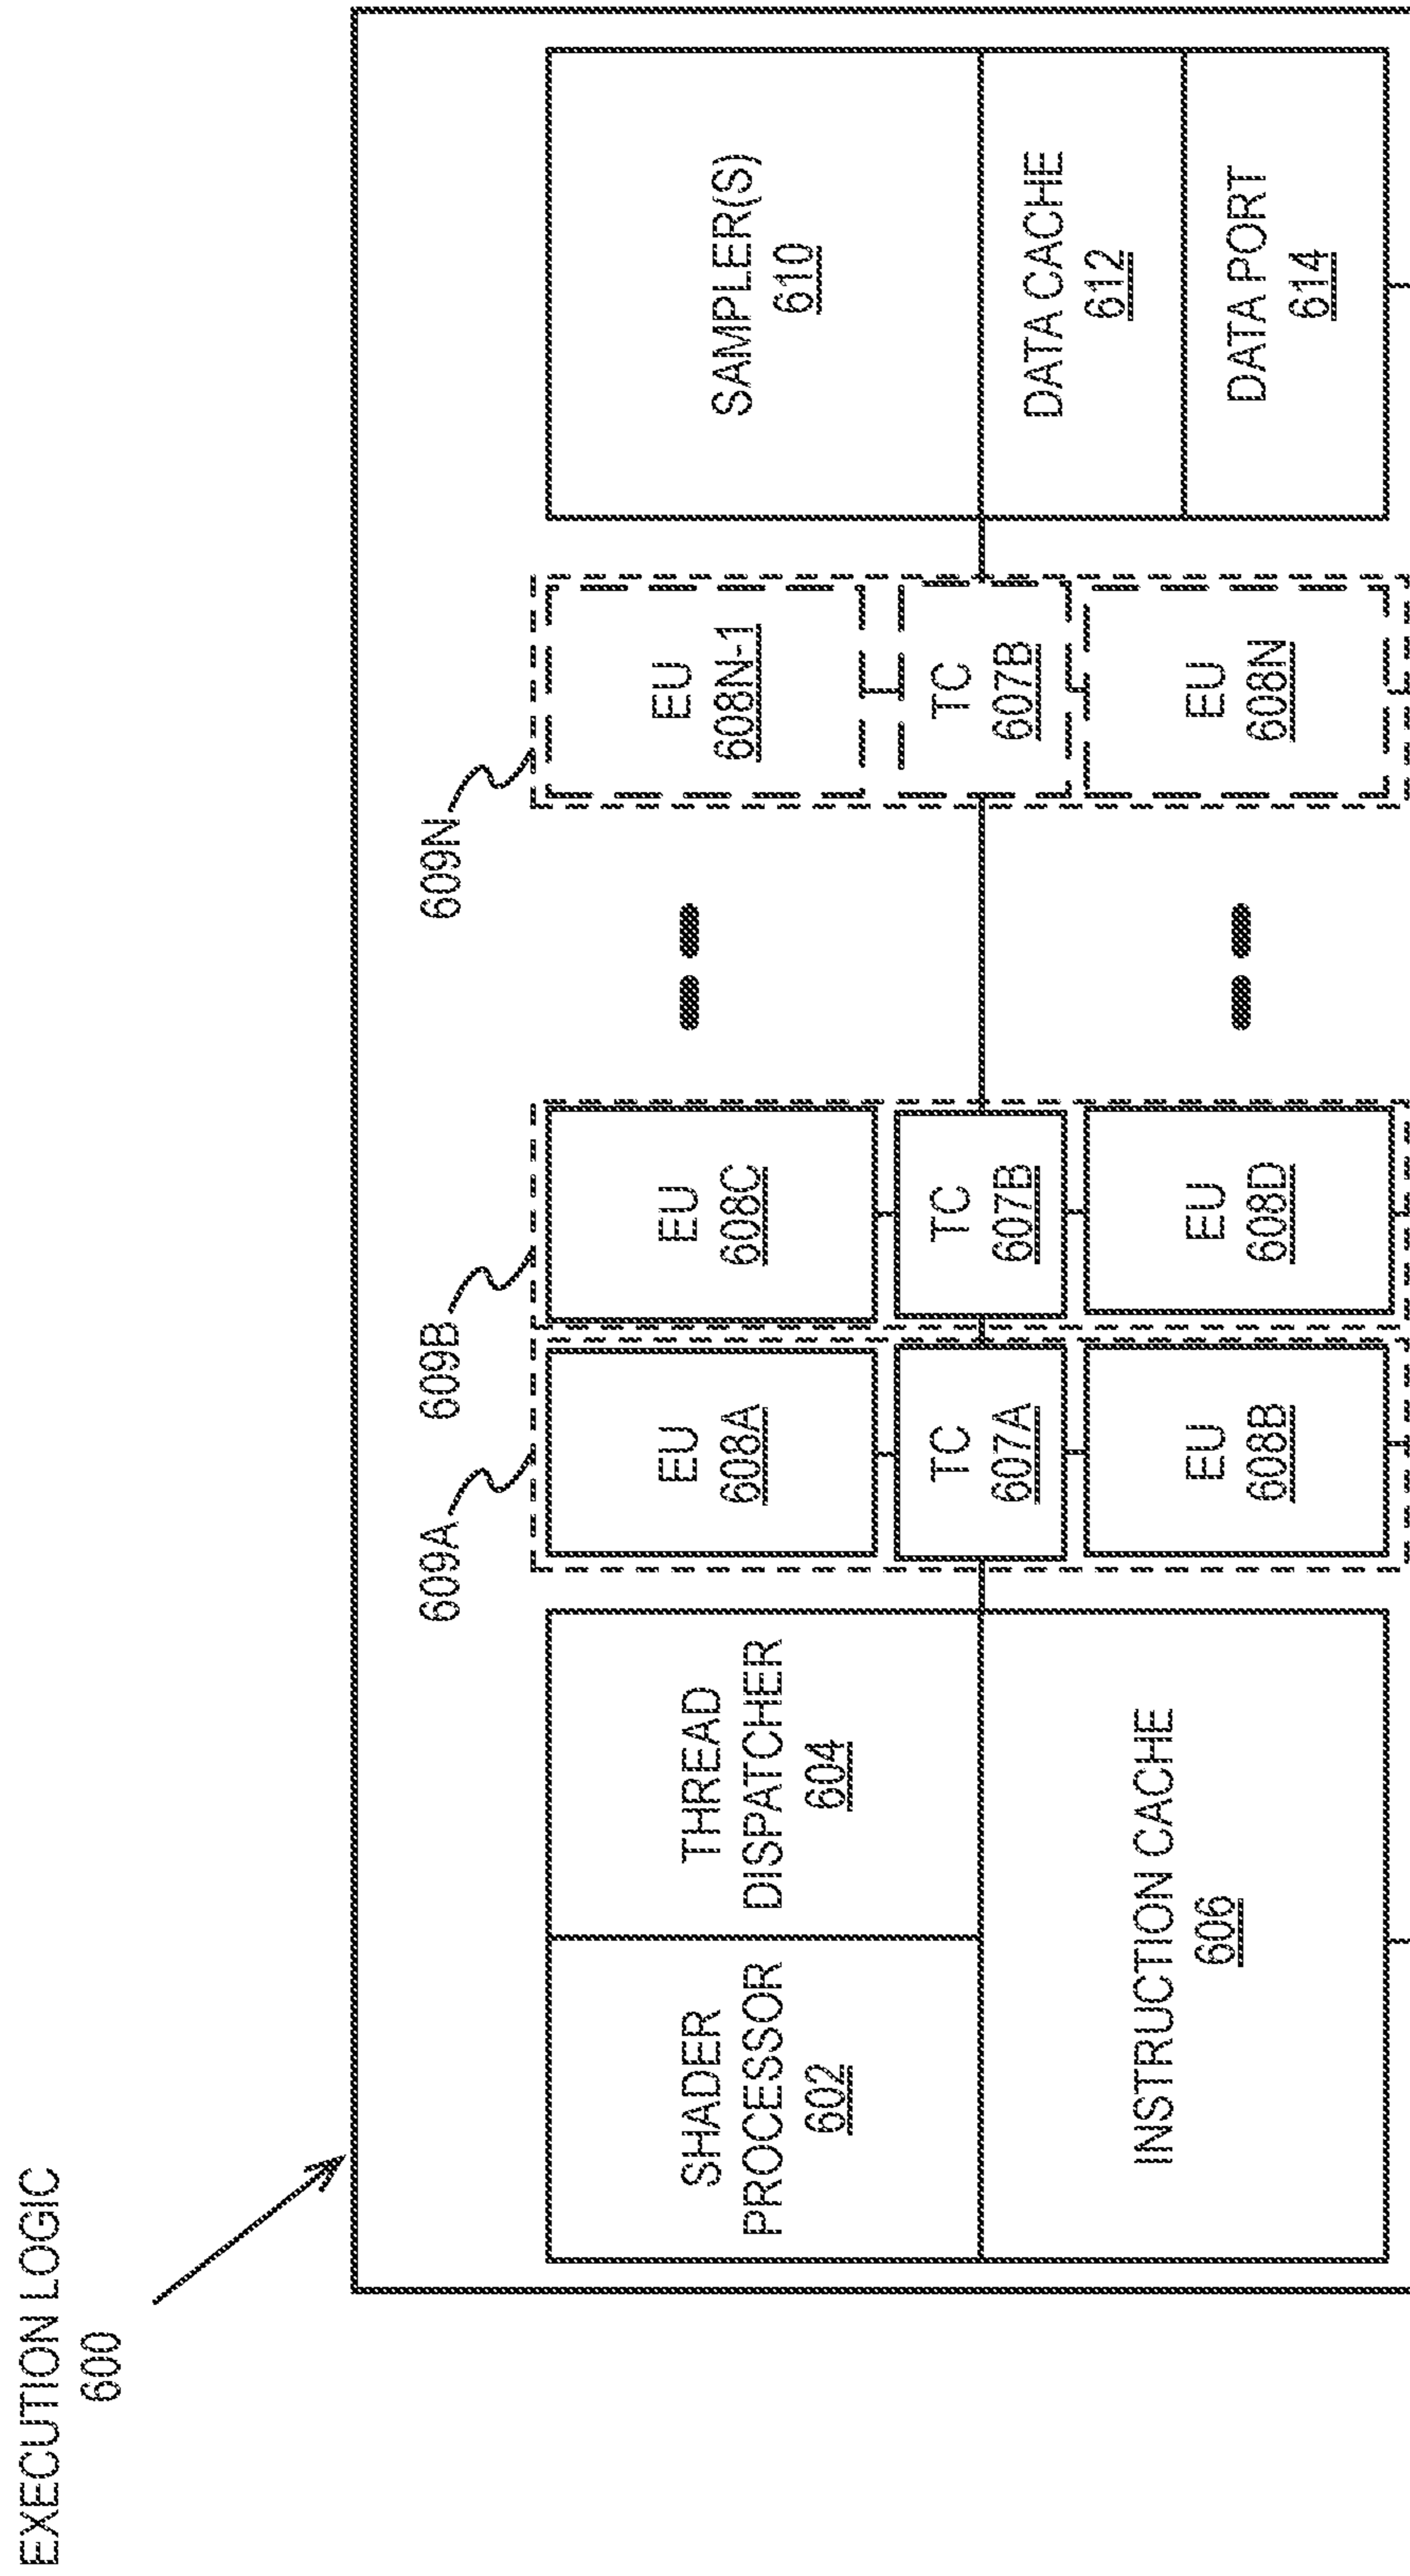 EXECUTION LOGIC
600
609A
609B
609N
SHADER
PROCESSOR
602
THREAD
DISPATCHER
604
INSTRUCTION CACHE
606
EU
608A
TC
607A
EU
608B
EU
608C
TC
607B
EU
608D
EU
608N-1
TC
607B
EU
608N
SAMPLER(S)
610
DATA CACHE
612
DATA PORT
614